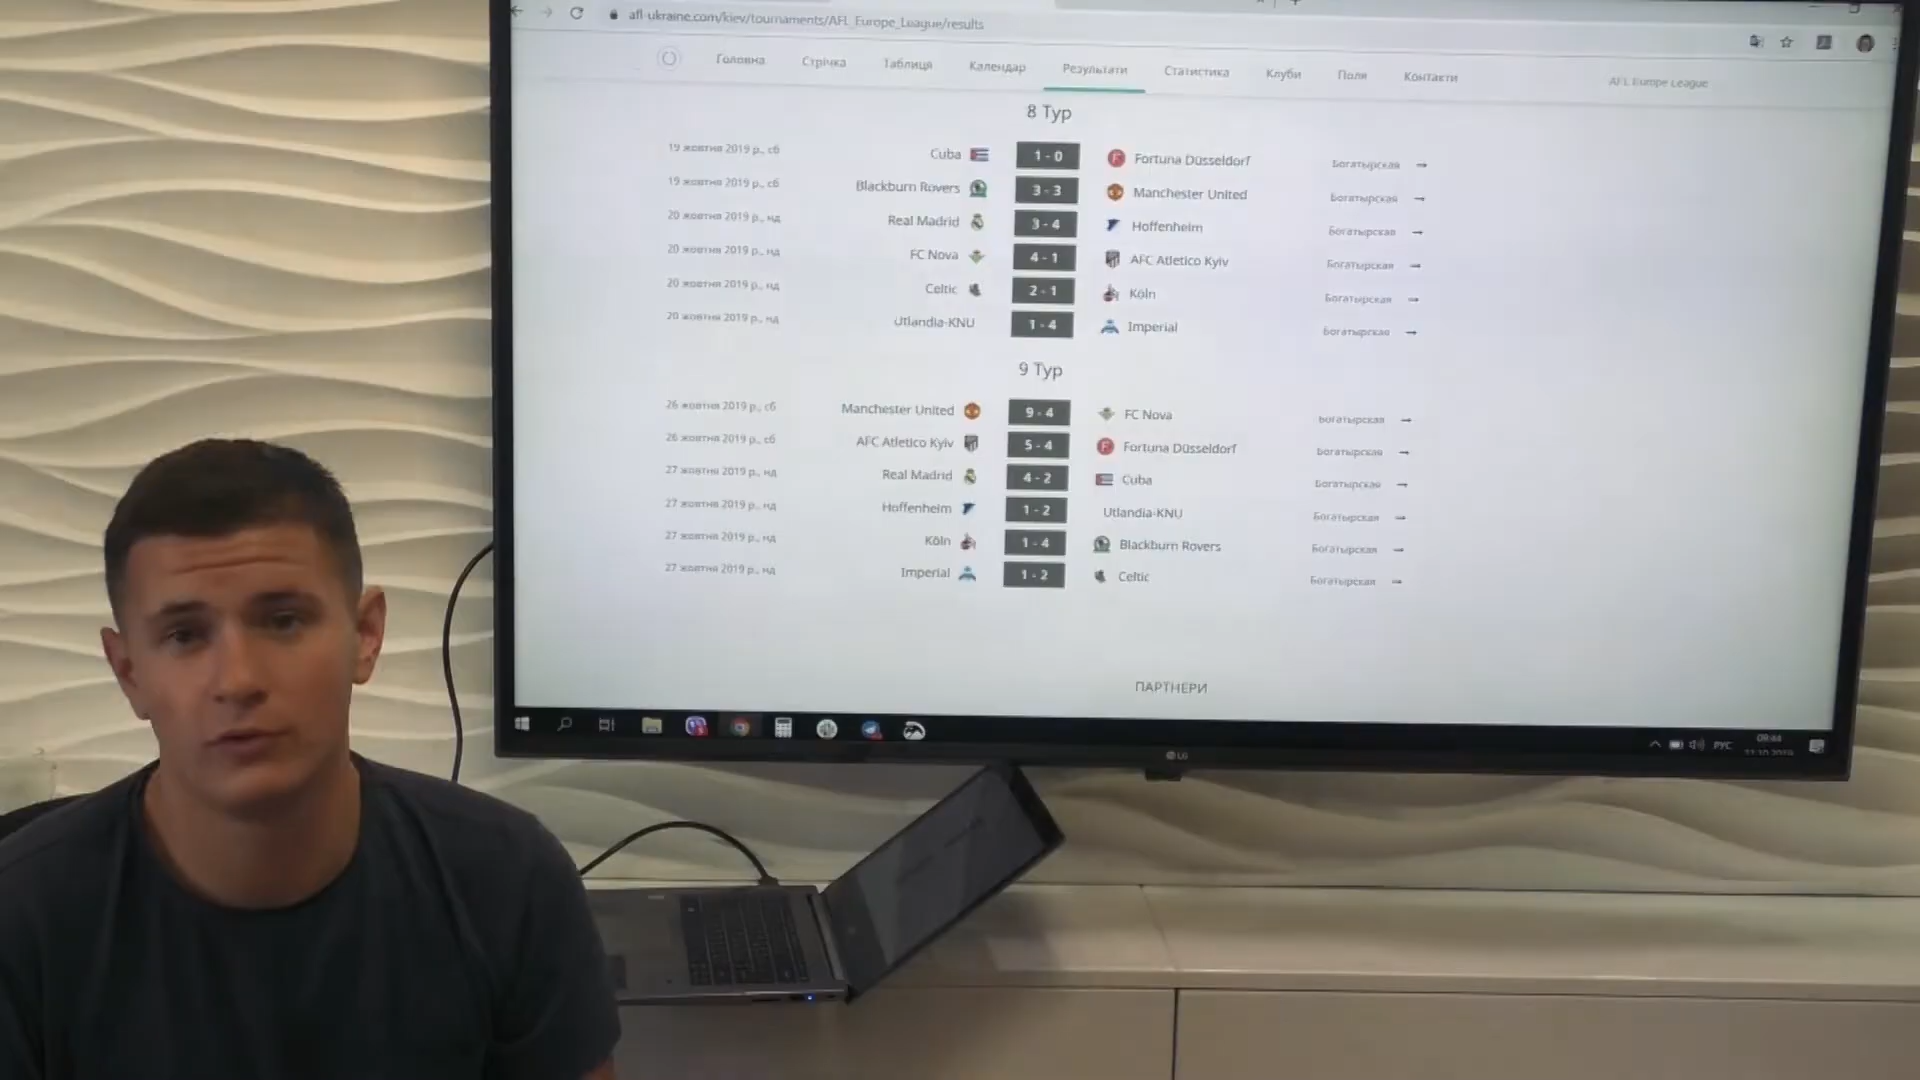 afl-ukraine.com/kiev/tournaments/AFL_Europe_League/results
Головна Стрічка Таблиця Календар Результати Статистика Клуби Поля Контакти AFL Europe League
8 Тур
19 жовтня 2019 р., сб Cuba 1 - 0 Fortuna Düsseldorf Богатырская →
19 жовтня 2019 р., сб Blackburn Rovers 3 - 3 Manchester United Богатырская →
20 жовтня 2019 р., нд Real Madrid 3 - 4 Hoffenheim Богатырская →
20 жовтня 2019 р., нд FC Nova 4 - 1 AFC Atletico Kyiv Богатырская →
20 жовтня 2019 р., нд Celtic 2 - 1 Köln Богатырская →
20 жовтня 2019 р., нд Utlandia-KNU 1 - 4 Imperial Богатырская →
9 Тур
26 жовтня 2019 р., сб Manchester United 9 - 4 FC Nova Богатырская →
26 жовтня 2019 р., сб AFC Atletico Kyiv 5 - 4 Fortuna Düsseldorf Богатырская →
27 жовтня 2019 р., нд Real Madrid 4 - 2 Cuba Богатырская →
27 жовтня 2019 р., нд Hoffenheim 1 - 2 Utlandia-KNU Богатырская →
27 жовтня 2019 р., нд Köln 1 - 4 Blackburn Rovers Богатырская →
27 жовтня 2019 р., нд Imperial 1 - 2 Celtic Богатырская →
ПАРТНЕРИ
РУС 09:44
LG